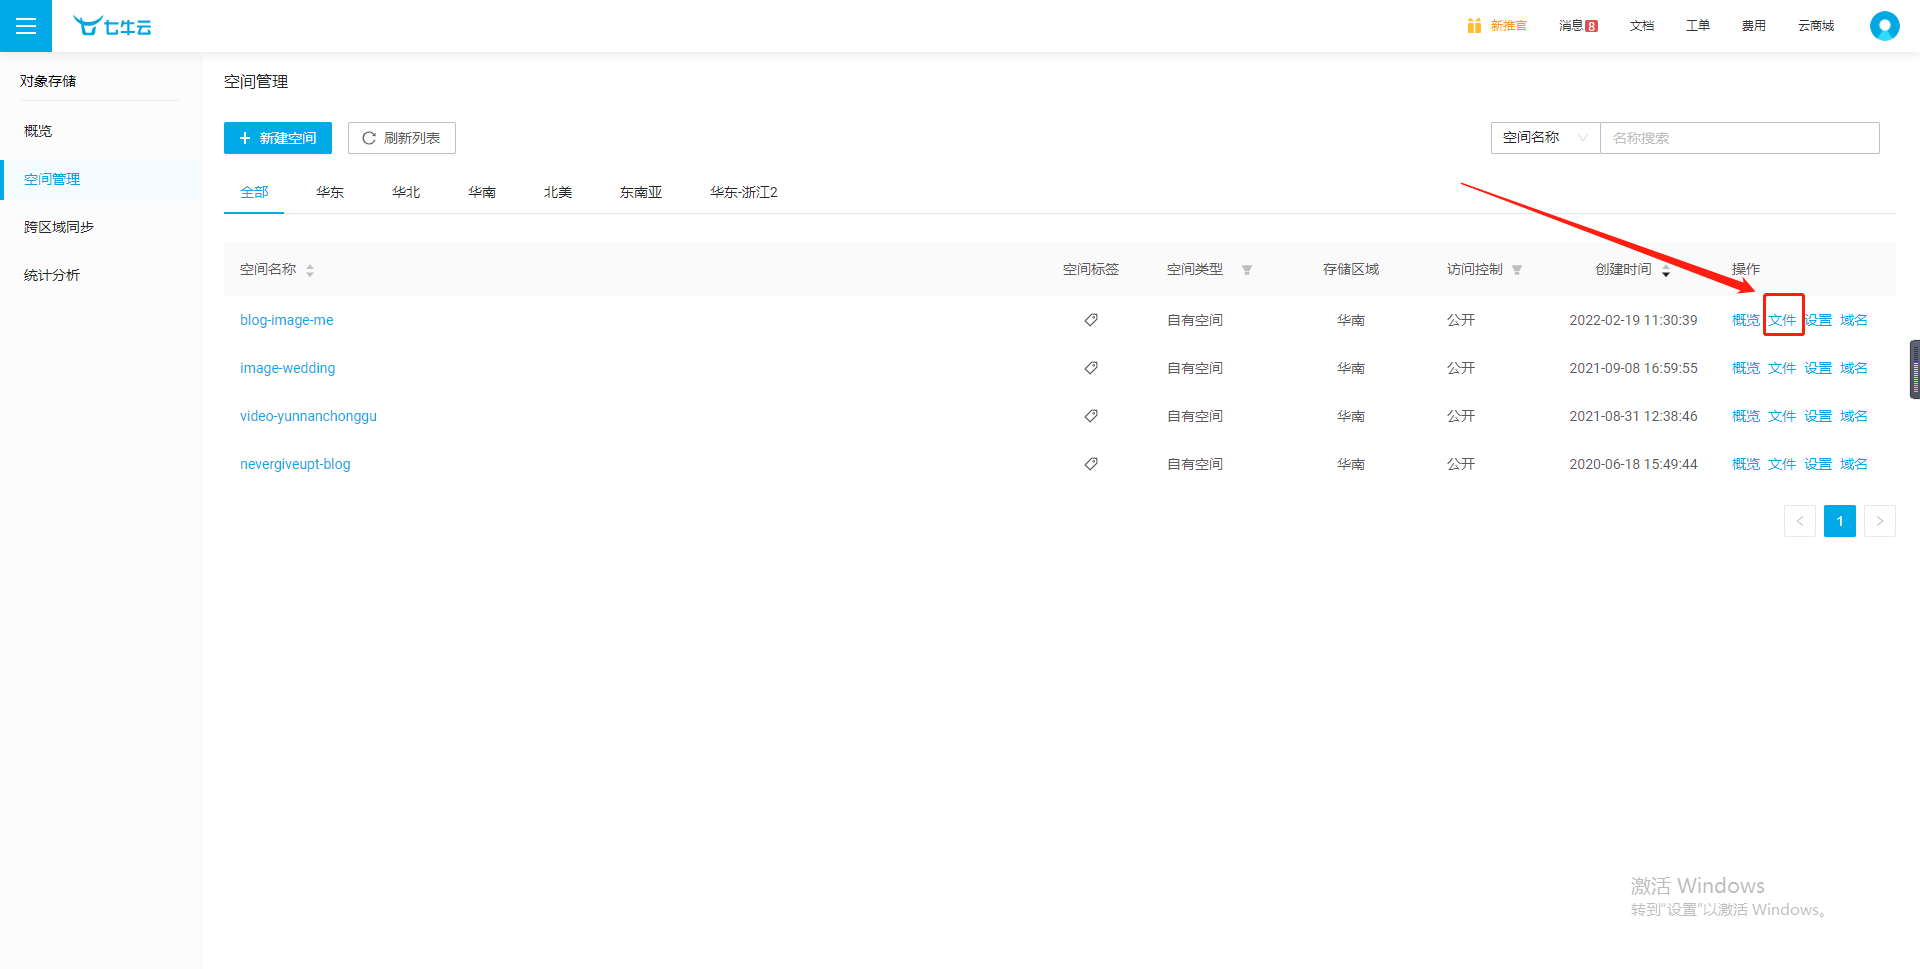 七牛云
新推官 消息 8 文档 工单 费用 云商城
对象存储
概览
空间管理
跨区域同步
统计分析
空间管理
新建空间 刷新列表 空间名称 名称搜索
全部 华东 华北 华南 北美 东南亚 华东-浙江2
空间名称 空间标签 空间类型 存储区域 访问控制 创建时间 操作
blog-image-me 自有空间 华南 公开 2022-02-19 11:30:39 概览 文件 设置 域名
image-wedding 自有空间 华南 公开 2021-09-08 16:59:55 概览 文件 设置 域名
video-yunnanchonggu 自有空间 华南 公开 2021-08-31 12:38:46 概览 文件 设置 域名
nevergiveupt-blog 自有空间 华南 公开 2020-06-18 15:49:44 概览 文件 设置 域名
< 1 >
激活 Windows
转到“设置”以激活 Windows。